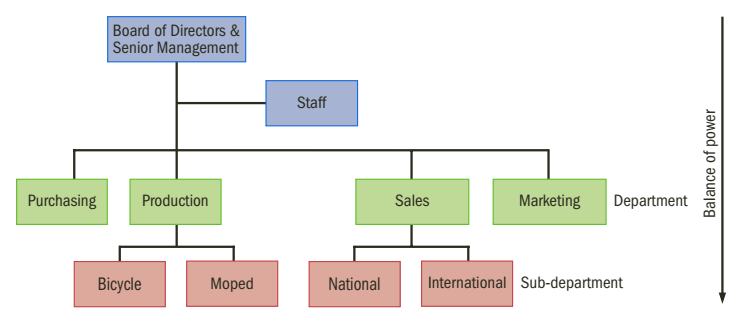 Board of Directors &
Senior Management
Staff
Purchasing
Production
Sales
Marketing
Department
Bicycle
Moped
National
International
Sub-department
Balance of power